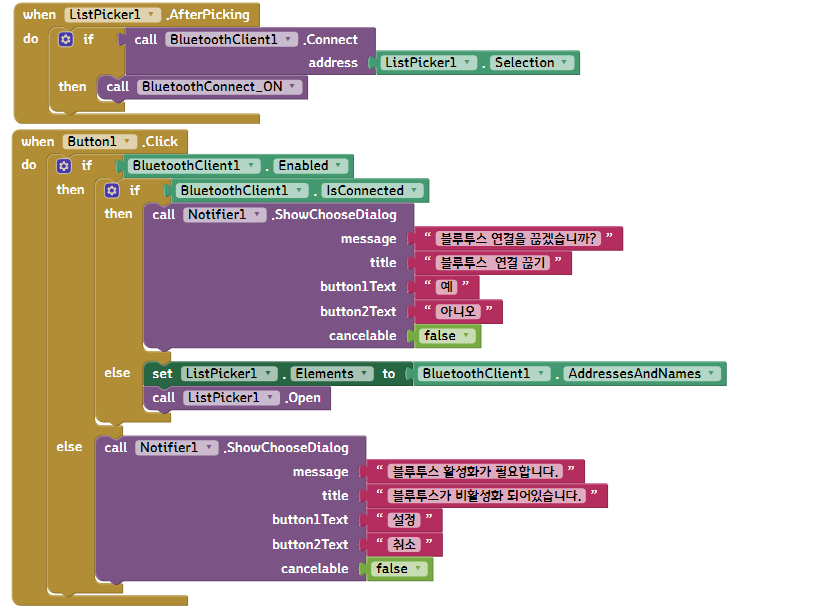 when ListPicker1 .AfterPicking
do if call BluetoothClient1 .Connect
address ListPicker1 . Selection
then call BluetoothConnect_ON
when Button1 .Click
do if BluetoothClient1 . Enabled
then if BluetoothClient1 . IsConnected
then call Notifier1 .ShowChooseDialog
message “ 블루투스 연결을 끊겠습니까? ”
title “ 블루투스 연결 끊기 ”
button1Text “ 예 ”
button2Text “ 아니오 ”
cancelable false
else set ListPicker1 . Elements to BluetoothClient1 . AddressesAndNames
call ListPicker1 .Open
else call Notifier1 .ShowChooseDialog
message “ 블루투스 활성화가 필요합니다. ”
title “ 블루투스가 비활성화 되어있습니다. ”
button1Text “ 설정 ”
button2Text “ 취소 ”
cancelable false